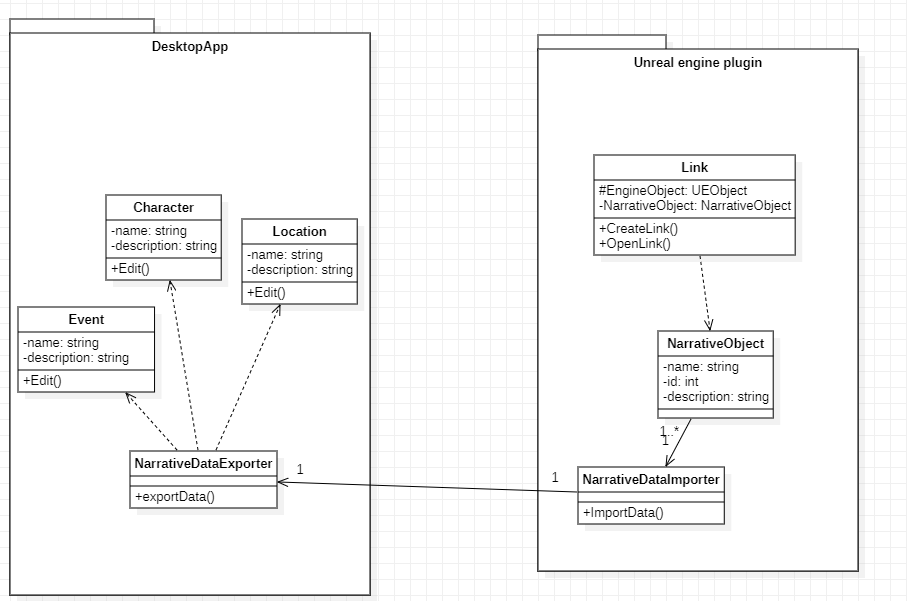 DesktopApp
Character
-name: string
-description: string
+Edit()
Location
-name: string
-description: string
+Edit()
Event
-name: string
-description: string
+Edit()
NarrativeDataExporter
+exportData()
1
1
Unreal engine plugin
Link
#EngineObject: UEObject
-NarrativeObject: NarrativeObject
+CreateLink()
+OpenLink()
NarrativeObject
-name: string
-id: int
-description: string
1..*
1
NarrativeDataImporter
+ImportData()